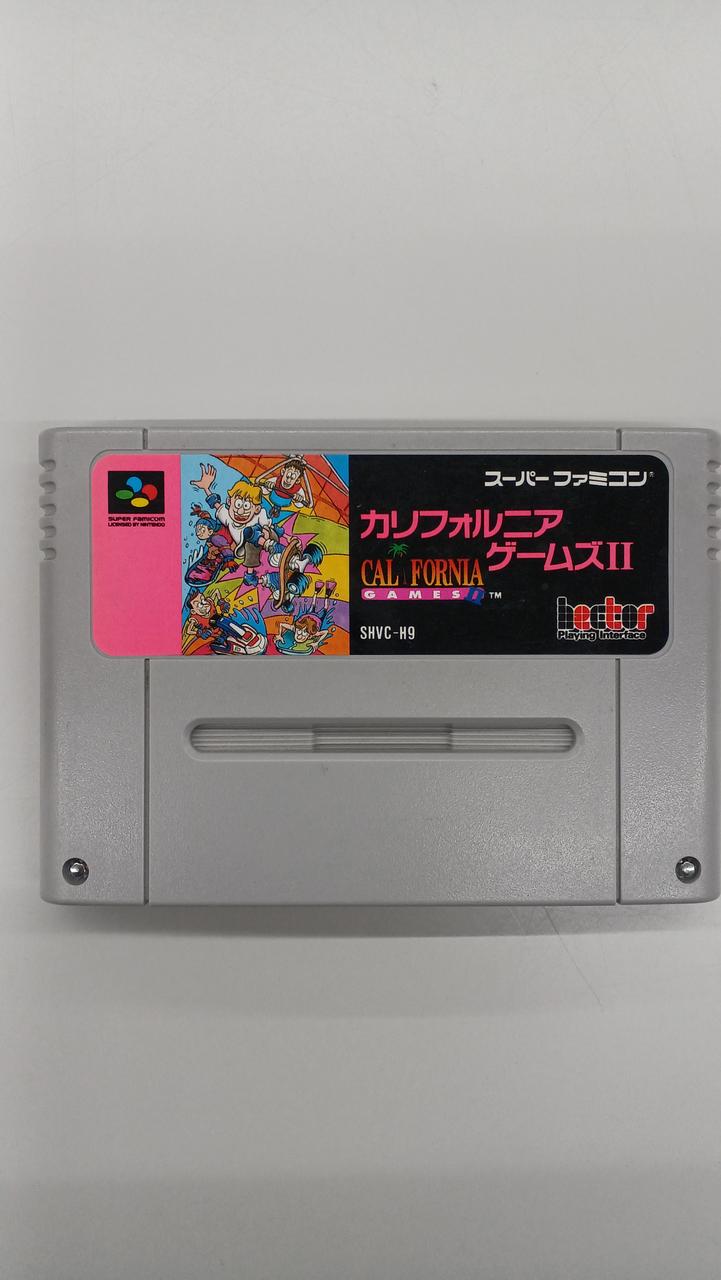 SUPER FAMICOM
LICENSED BY NINTENDO
スーパーファミコン®
カリフォルニア
ゲームズII
CALIFORNIA
GAMES II ™
SHVC-H9
hector
Playing Interface